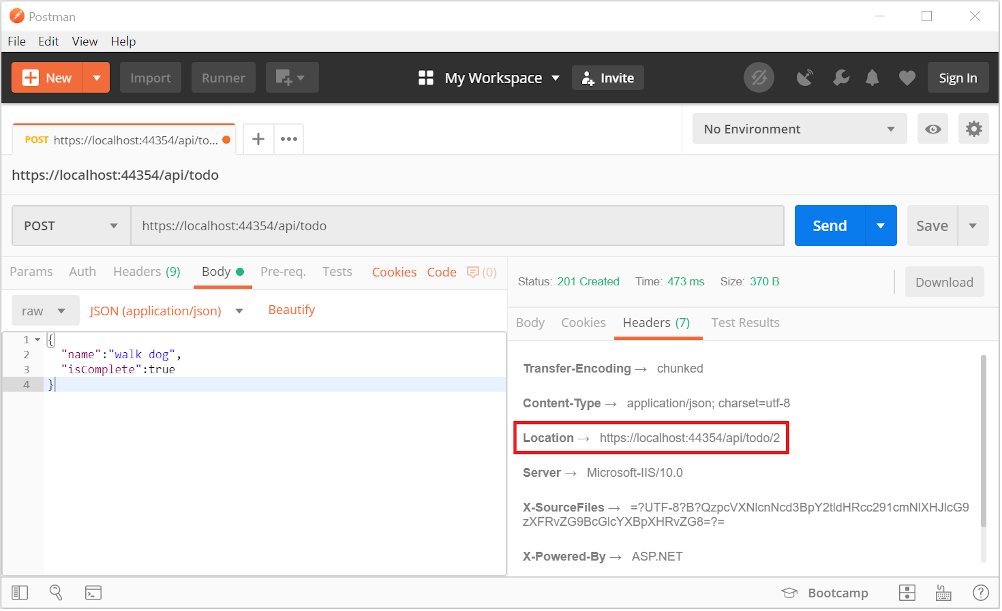 Postman
File Edit View Help
New Import Runner My Workspace Invite Sign In
POST https://localhost:44354/api/to... + ••• No Environment
https://localhost:44354/api/todo
POST https://localhost:44354/api/todo Send Save
Params Auth Headers (9) Body Pre-req. Tests Cookies Code (0)
raw JSON (application/json) Beautify
1 {
2 "name":"walk dog",
3 "isComplete":true
4 }
Status: 201 Created Time: 473 ms Size: 370 B Download
Body Cookies Headers (7) Test Results
Transfer-Encoding → chunked
Content-Type → application/json; charset=utf-8
Location → https://localhost:44354/api/todo/2
Server → Microsoft-IIS/10.0
X-SourceFiles → =?UTF-8?B?QzpcVXNlcnNcd3BpY2tldHRcc291cmNlXHJlcG9
zXFRvZG9BcGlcYXBpXHRvZG8=?=
X-Powered-By → ASP.NET
Bootcamp ?